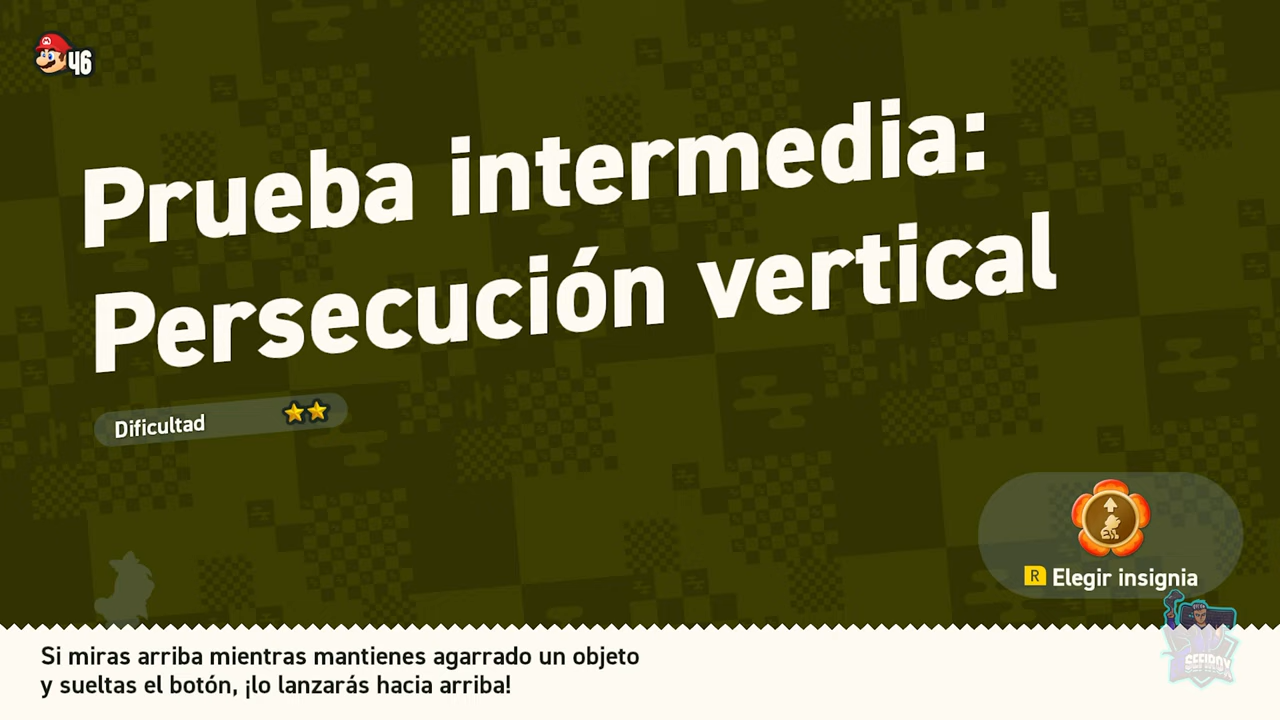 46
Prueba intermedia:
Persecución vertical
Dificultad
R Elegir insignia
Si miras arriba mientras mantienes agarrado un objeto
y sueltas el botón, ¡lo lanzarás hacia arriba!
SEFIROX